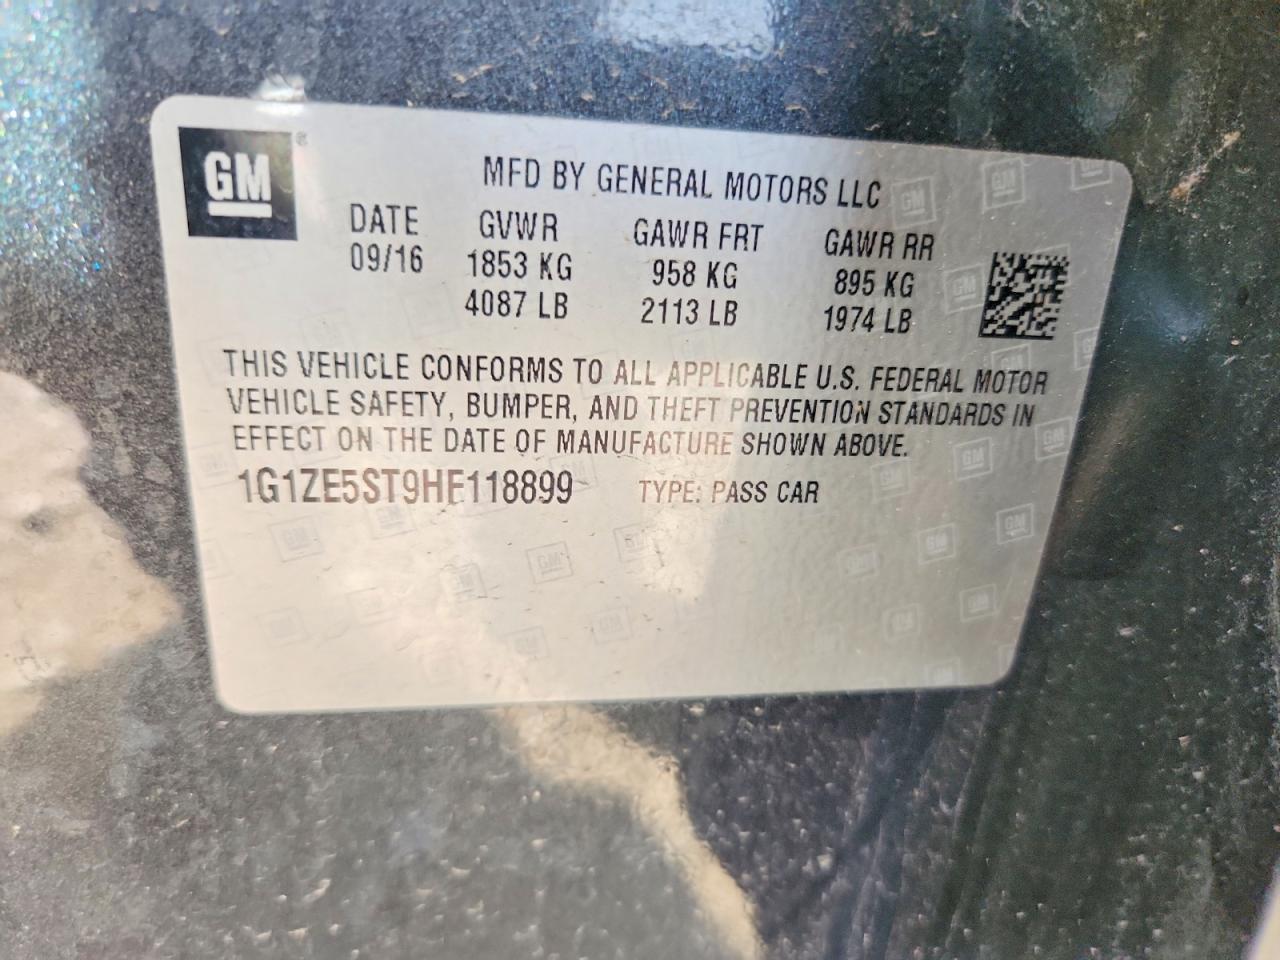 GM ®
MFD BY GENERAL MOTORS LLC
DATE GVWR GAWR FRT GAWR RR
09/16 1853 KG 958 KG 895 KG
4087 LB 2113 LB 1974 LB
THIS VEHICLE CONFORMS TO ALL APPLICABLE U.S. FEDERAL MOTOR
VEHICLE SAFETY, BUMPER, AND THEFT PREVENTION STANDARDS IN
EFFECT ON THE DATE OF MANUFACTURE SHOWN ABOVE.
1G1ZE5ST9HF118899 TYPE: PASS CAR